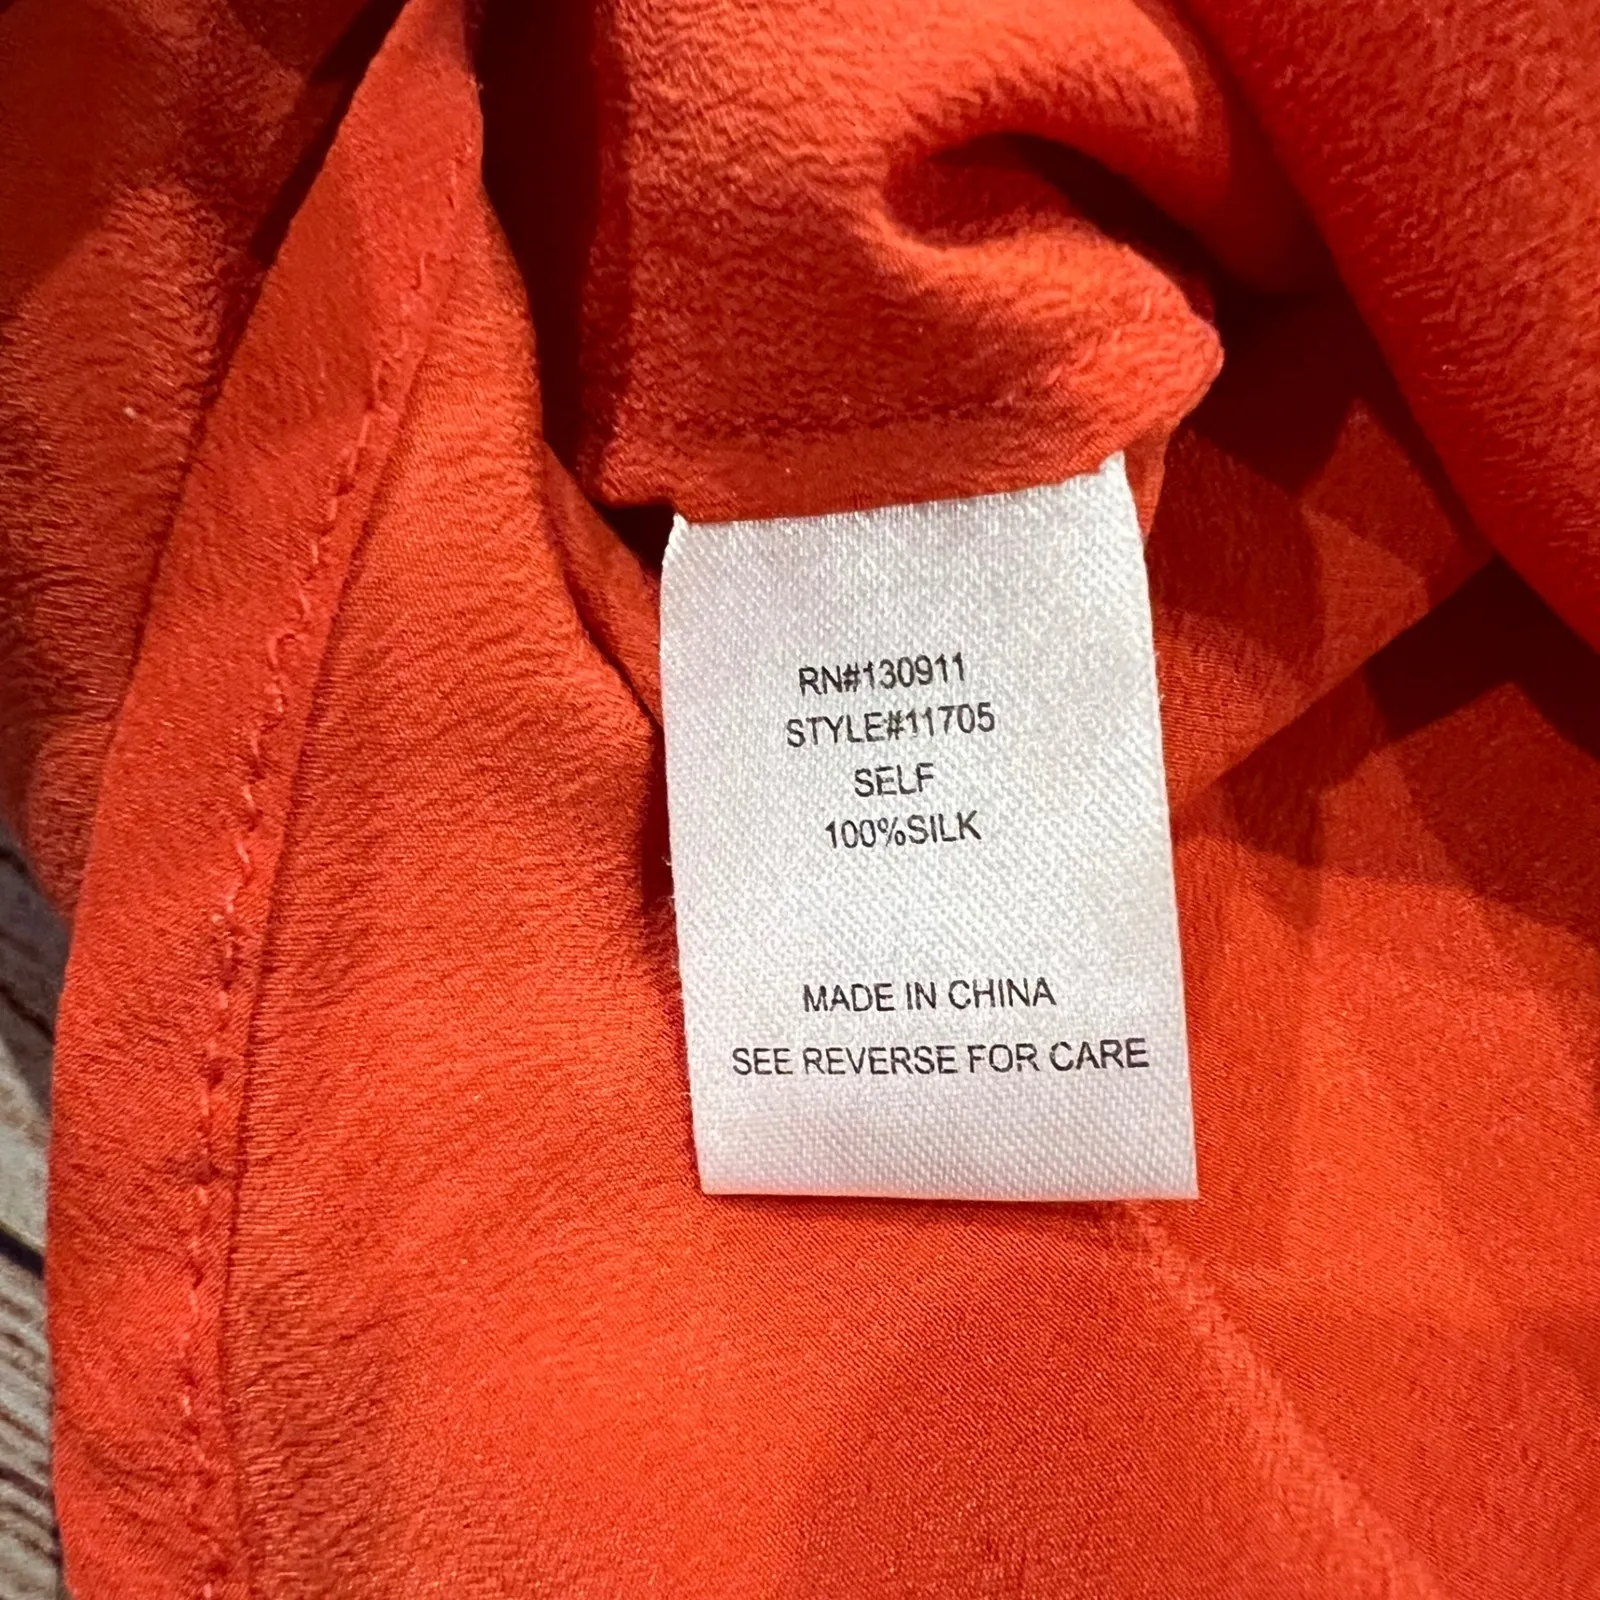 RN#130911
STYLE#11705
SELF
100%SILK
MADE IN CHINA
SEE REVERSE FOR CARE